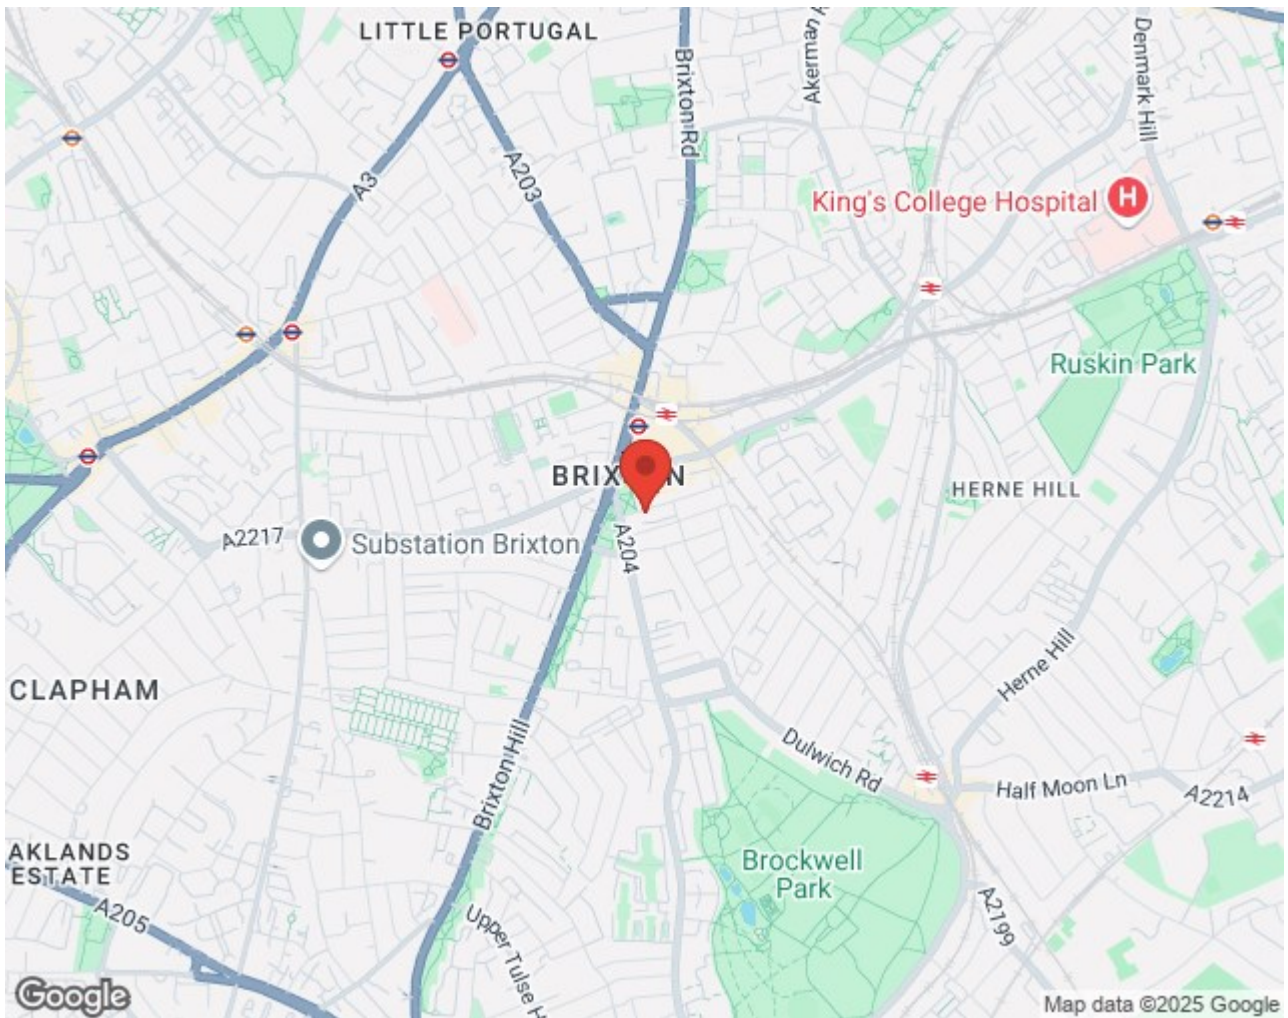 LITTLE PORTUGAL
Brixton Rd
Akerman R
Denmark Hill
A203
A3
King's College Hospital
H
Ruskin Park
BRIX N
HERNE HILL
A2217
Substation Brixton
A204
Herne Hill
CLAPHAM
Dulwich Rd
Brixton Hill
Half Moon Ln
A2214
AKLANDS
ESTATE
Brockwell
Park
A205
Upper Tulse H
A2199
Google
Map data ©2025 Google